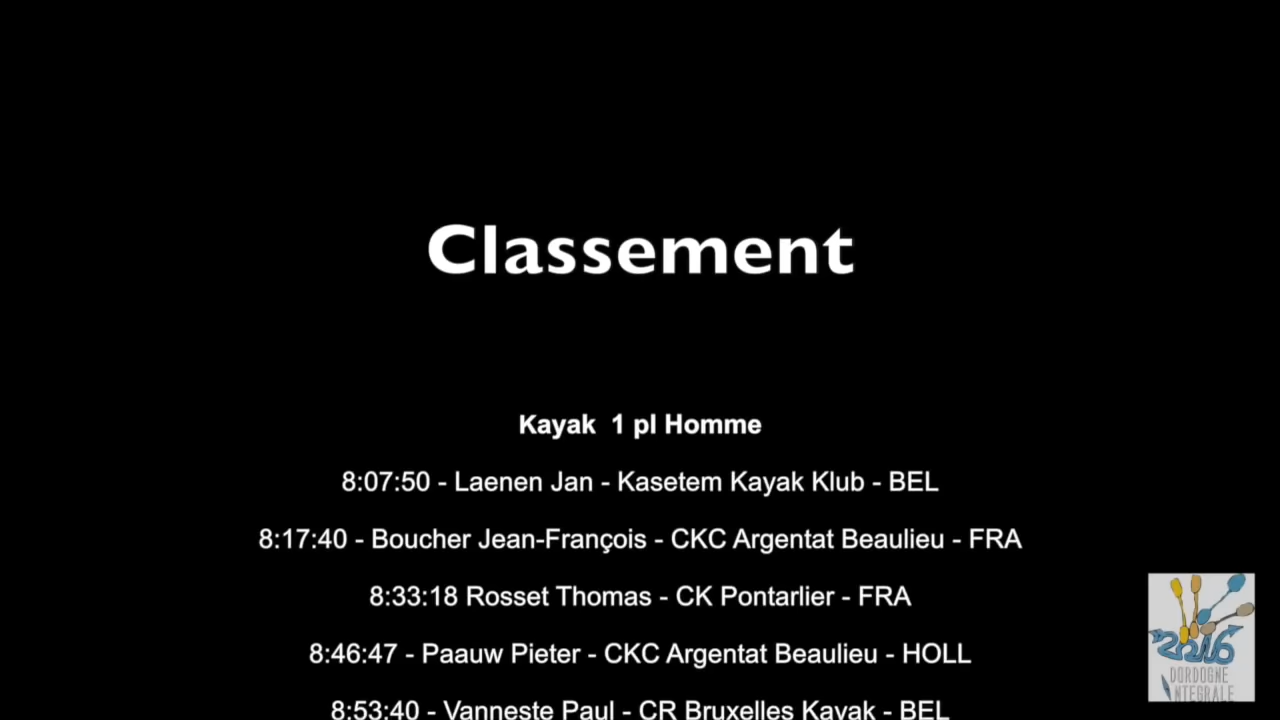 Classement
Kayak 1 pl Homme
8:07:50 - Laenen Jan - Kasetem Kayak Klub - BEL
8:17:40 - Boucher Jean-François - CKC Argentat Beaulieu - FRA
8:33:18 Rosset Thomas - CK Pontarlier - FRA
8:46:47 - Paauw Pieter - CKC Argentat Beaulieu - HOLL
8:53:40 - Vanneste Paul - CR Bruxelles Kayak - BEL
2016
DORDOGNE
INTEGRALE